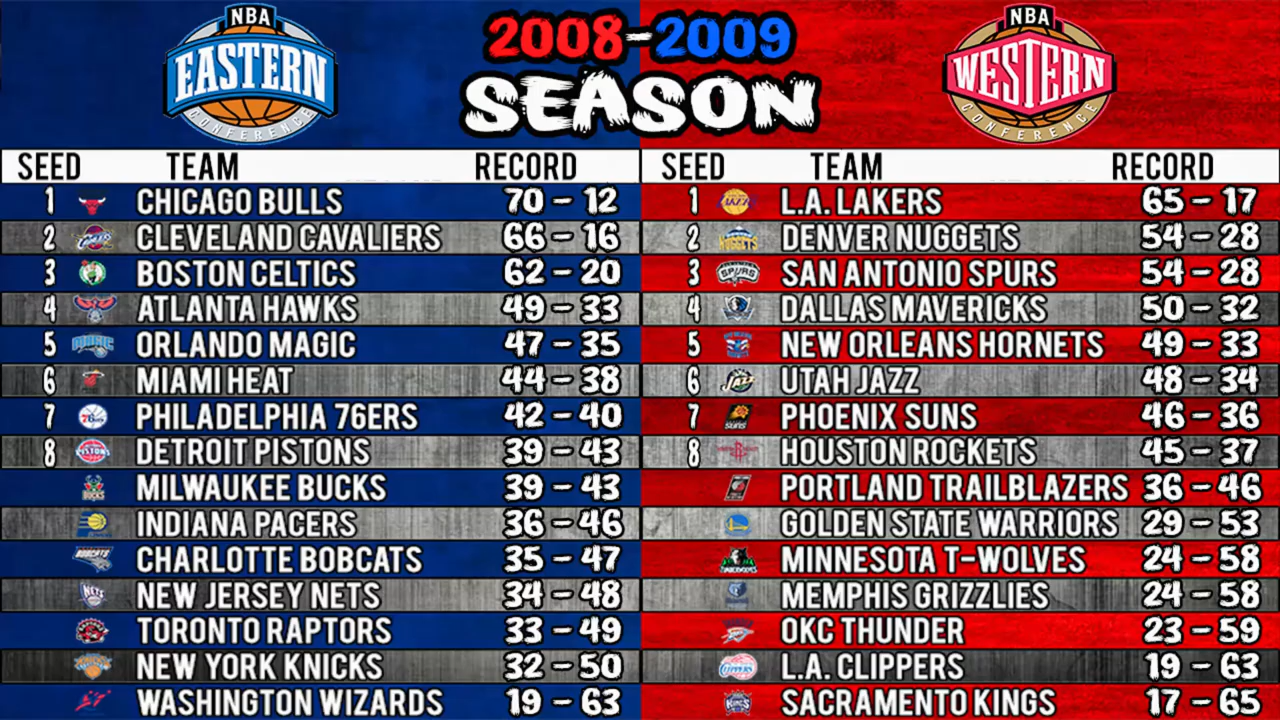 NBA
EASTERN
CONFERENCE
2008-2009
SEASON
NBA
WESTERN
CONFERENCE
SEED TEAM RECORD
1 CHICAGO BULLS 70 - 12
2 CLEVELAND CAVALIERS 66 - 16
3 BOSTON CELTICS 62 - 20
4 ATLANTA HAWKS 49 - 33
5 ORLANDO MAGIC 47 - 35
6 MIAMI HEAT 44 - 38
7 PHILADELPHIA 76ERS 42 - 40
8 DETROIT PISTONS 39 - 43
MILWAUKEE BUCKS 39 - 43
INDIANA PACERS 36 - 46
CHARLOTTE BOBCATS 35 - 47
NEW JERSEY NETS 34 - 48
TORONTO RAPTORS 33 - 49
NEW YORK KNICKS 32 - 50
WASHINGTON WIZARDS 19 - 63
SEED TEAM RECORD
1 L.A. LAKERS 65 - 17
2 DENVER NUGGETS 54 - 28
3 SAN ANTONIO SPURS 54 - 28
4 DALLAS MAVERICKS 50 - 32
5 NEW ORLEANS HORNETS 49 - 33
6 UTAH JAZZ 48 - 34
7 PHOENIX SUNS 46 - 36
8 HOUSTON ROCKETS 45 - 37
PORTLAND TRAILBLAZERS 36 - 46
GOLDEN STATE WARRIORS 29 - 53
MINNESOTA T-WOLVES 24 - 58
MEMPHIS GRIZZLIES 24 - 58
OKC THUNDER 23 - 59
L.A. CLIPPERS 19 - 63
SACRAMENTO KINGS 17 - 65